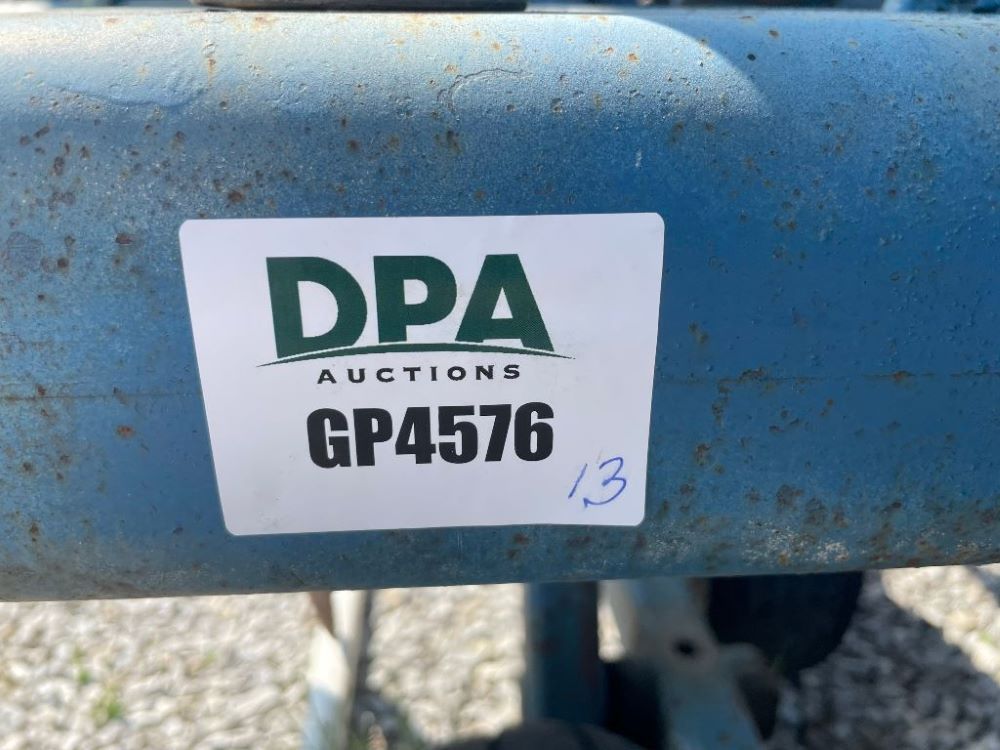 DPA
AUCTIONS
GP4576
13